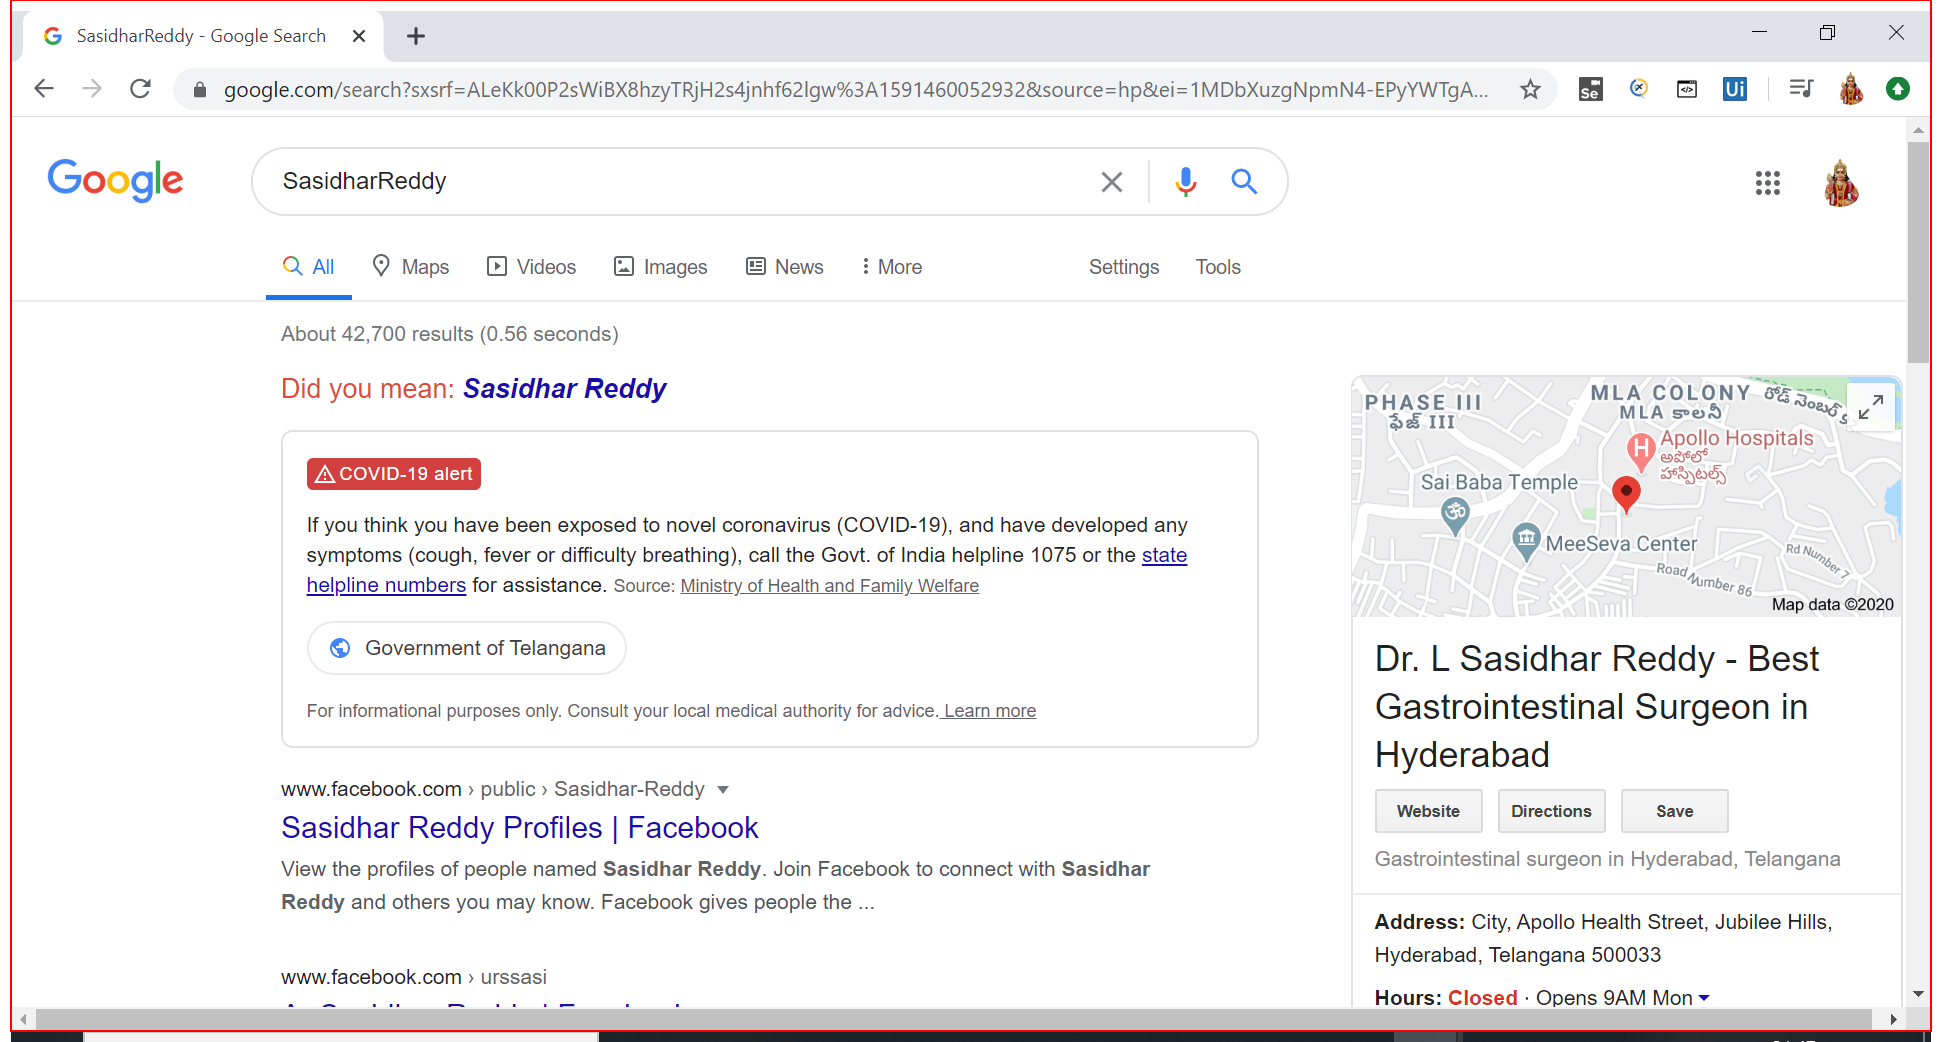 SasidharReddy - Google Search
google.com/search?sxsrf=ALeKk00P2sWiBX8hzyTRjH2s4jnhf62lgw%3A1591460052932&source=hp&ei=1MDbXuzgNpmN4-EPyYWTgA...
Se
Ui
Google
SasidharReddy
All
Maps
Videos
Images
News
More
Settings
Tools
About 42,700 results (0.56 seconds)
Did you mean: Sasidhar Reddy
COVID-19 alert
If you think you have been exposed to novel coronavirus (COVID-19), and have developed any
symptoms (cough, fever or difficulty breathing), call the Govt. of India helpline 1075 or the state
helpline numbers for assistance. Source: Ministry of Health and Family Welfare
Government of Telangana
For informational purposes only. Consult your local medical authority for advice. Learn more
www.facebook.com › public › Sasidhar-Reddy
Sasidhar Reddy Profiles | Facebook
View the profiles of people named Sasidhar Reddy. Join Facebook to connect with Sasidhar
Reddy and others you may know. Facebook gives people the ...
www.facebook.com › urssasi
PHASE III
ఫేజ్ III
MLA COLONY
MLA కాలనీ
రోడ్ నెంబర్
H
Apollo Hospitals
అపోలో
హాస్పిటల్స్
Sai Baba Temple
MeeSeva Center
Rd Number 7
Road Number 86
Map data ©2020
Dr. L Sasidhar Reddy - Best
Gastrointestinal Surgeon in
Hyderabad
Website
Directions
Save
Gastrointestinal surgeon in Hyderabad, Telangana
Address: City, Apollo Health Street, Jubilee Hills,
Hyderabad, Telangana 500033
Hours: Closed · Opens 9AM Mon